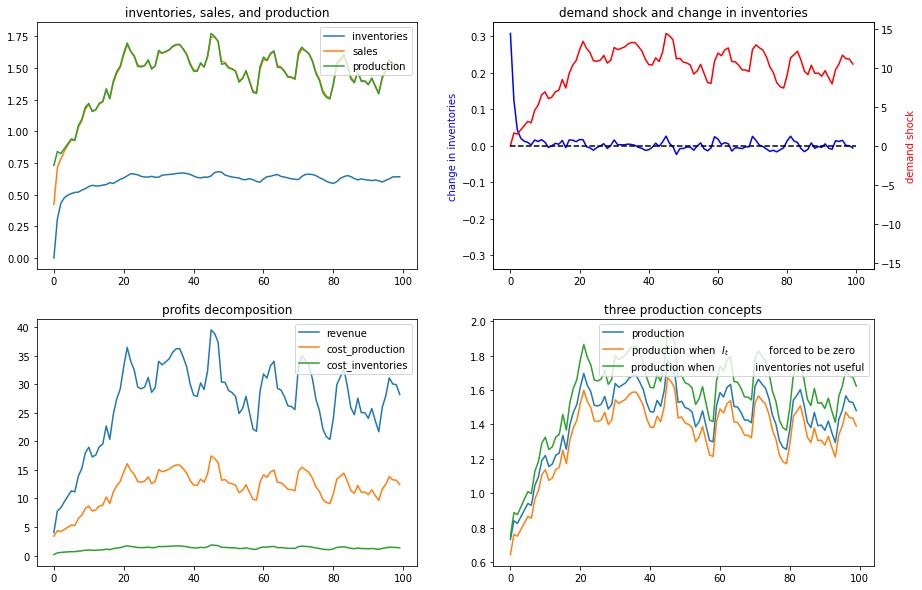 inventories, sales, and production
inventories
sales
production
1.75
1.50
1.25
1.00
0.75
0.50
0.25
0.00
0 20 40 60 80 100
demand shock and change in inventories
change in inventories
0.3
0.2
0.1
0.0
−0.1
−0.2
−0.3
15
10
5
0
−5
−10
−15
demand shock
0 20 40 60 80 100
profits decomposition
revenue
cost_production
cost_inventories
40
35
30
25
20
15
10
5
0
0 20 40 60 80 100
three production concepts
production
production when I_t forced to be zero
production when inventories not useful
2.0
1.8
1.6
1.4
1.2
1.0
0.8
0.6
0 20 40 60 80 100